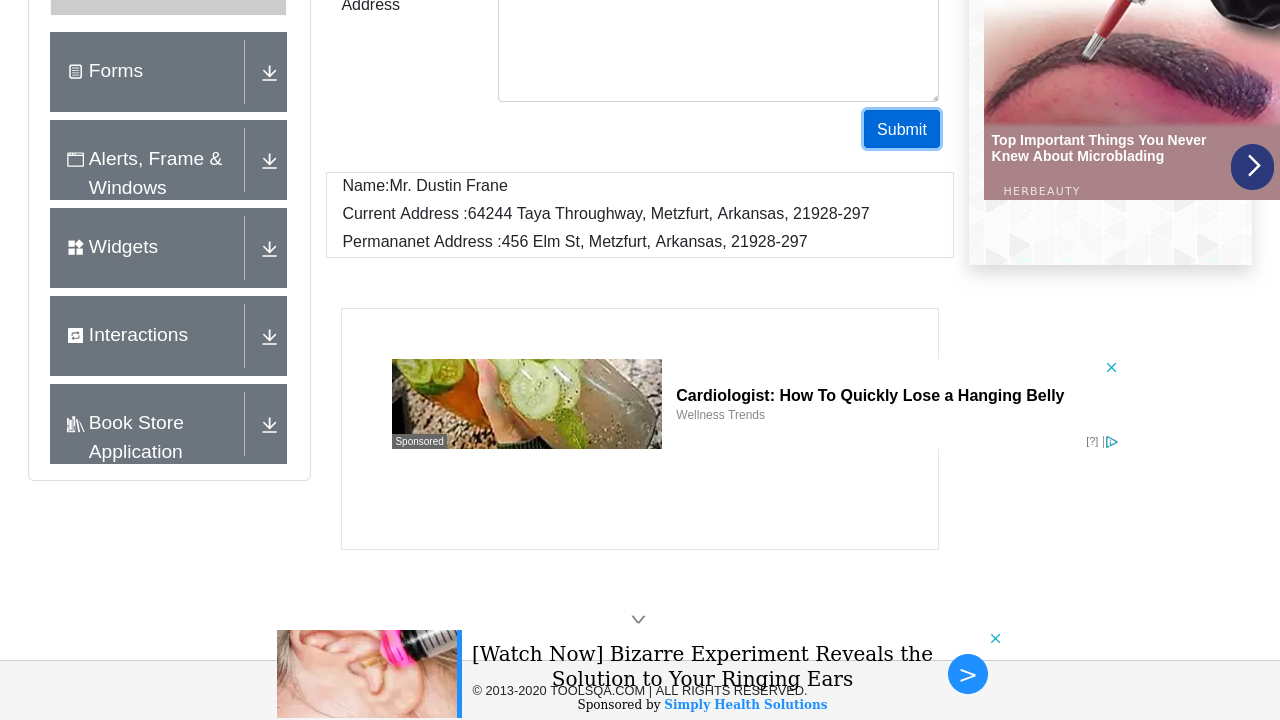 Address
Forms
Alerts, Frame &
Windows
Widgets
Interactions
Book Store
Application
Submit
Name:Mr. Dustin Frane
Current Address :64244 Taya Throughway, Metzfurt, Arkansas, 21928-297
Permananet Address :456 Elm St, Metzfurt, Arkansas, 21928-297
Top Important Things You Never
Knew About Microblading
HERBEAUTY
Sponsored
Cardiologist: How To Quickly Lose a Hanging Belly
Wellness Trends
[?]
[Watch Now] Bizarre Experiment Reveals the
Solution to Your Ringing Ears
© 2013-2020 TOOLSQA.COM | ALL RIGHTS RESERVED.
Sponsored by Simply Health Solutions